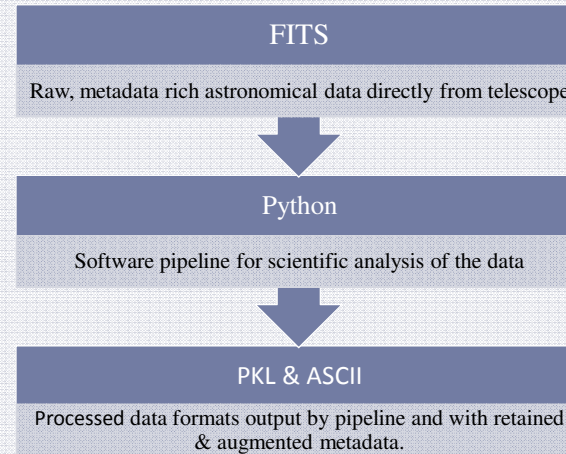 FITS
Raw, metadata rich astronomical data directly from telescope
Python
Software pipeline for scientific analysis of the data
PKL & ASCII
Processed data formats output by pipeline and with retained
& augmented metadata.